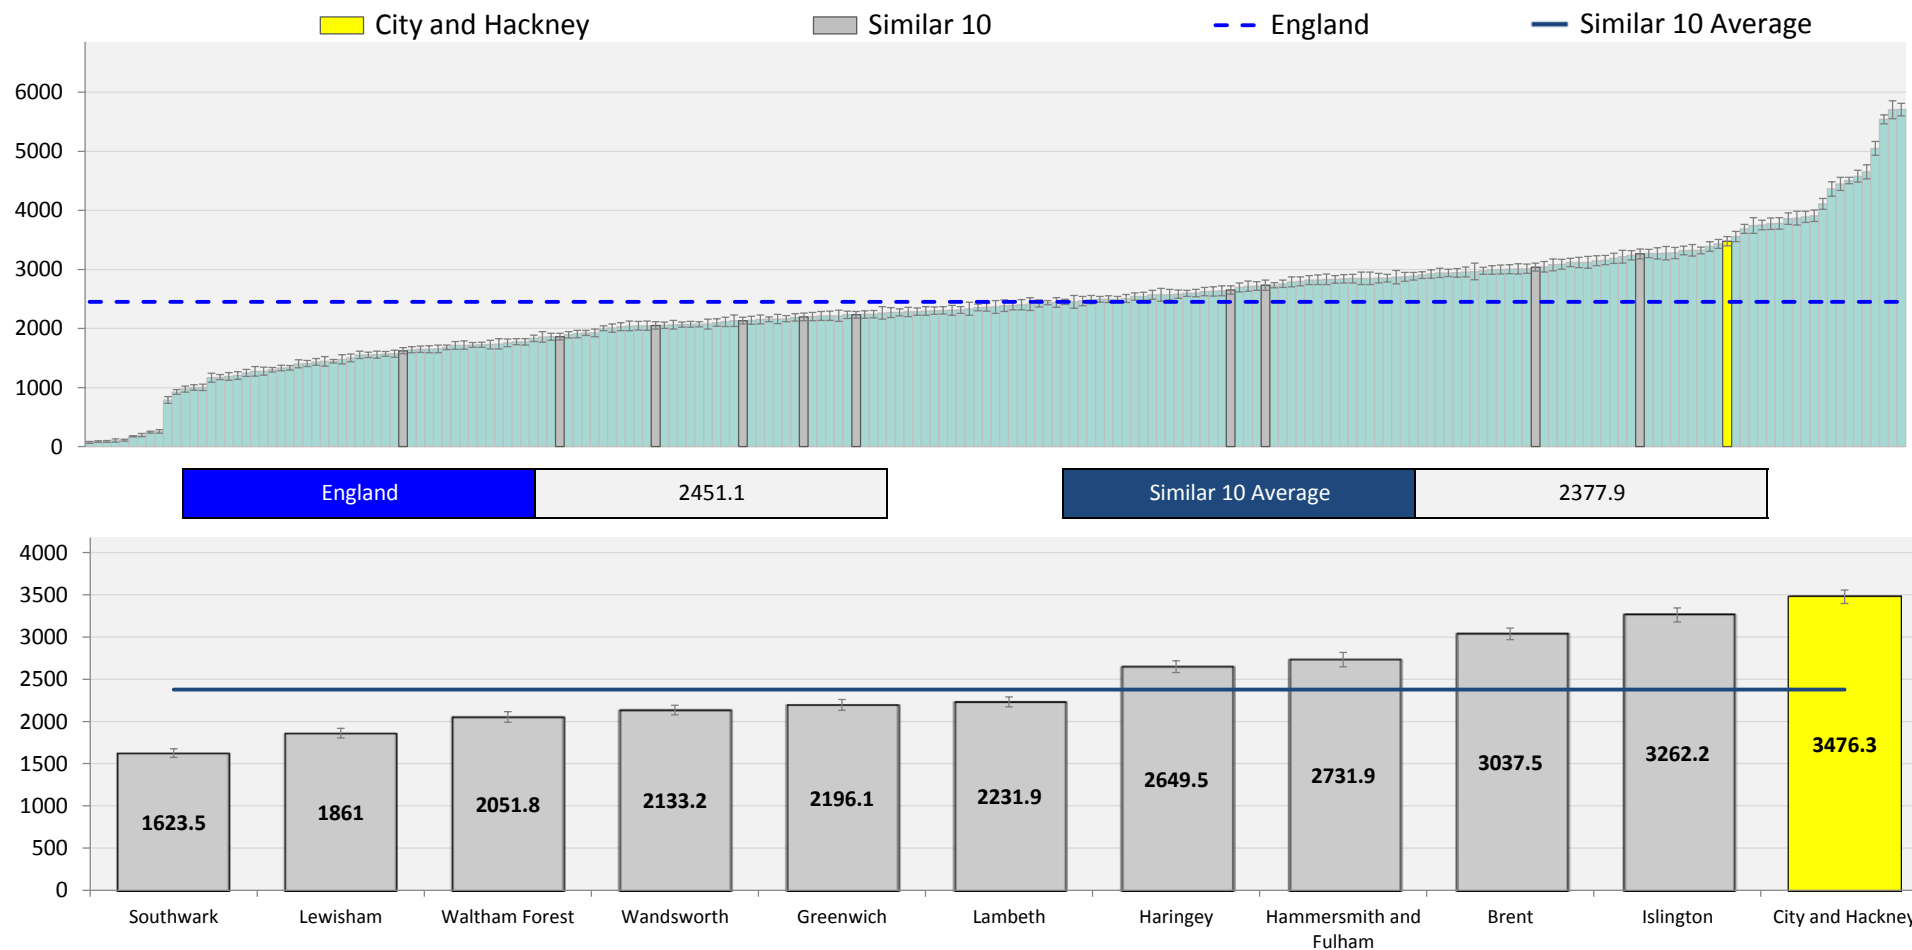 City and Hackney
Similar 10
England
Similar 10 Average
6000
5000
4000
3000
2000
1000
0
England
2451.1
Similar 10 Average
2377.9
4000
3500
3000
2500
2000
1500
1000
500
0
1623.5
1861
2051.8
2133.2
2196.1
2231.9
2649.5
2731.9
3037.5
3262.2
3476.3
Southwark
Lewisham
Waltham Forest
Wandsworth
Greenwich
Lambeth
Haringey
Hammersmith and
Fulham
Brent
Islington
City and Hackney